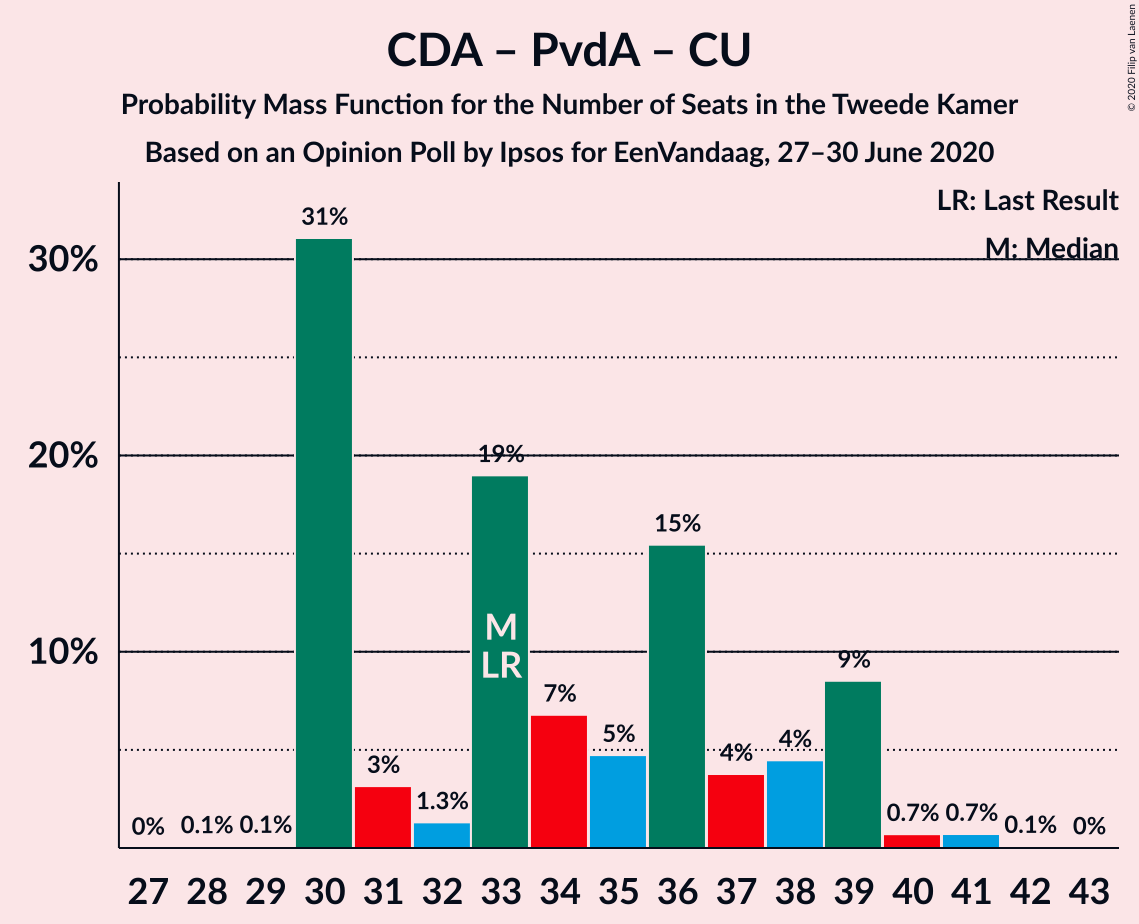 CDA – PvdA – CU
Probability Mass Function for the Number of Seats in the Tweede Kamer
Based on an Opinion Poll by Ipsos for EenVandaag, 27–30 June 2020
© 2020 Filip van Laenen
LR: Last Result
M: Median
30%
20%
10%
0%
0.1%
0.1%
31%
3%
1.3%
19%
7%
5%
15%
4%
4%
9%
0.7%
0.7%
0.1%
0%
M
LR
27 28 29 30 31 32 33 34 35 36 37 38 39 40 41 42 43